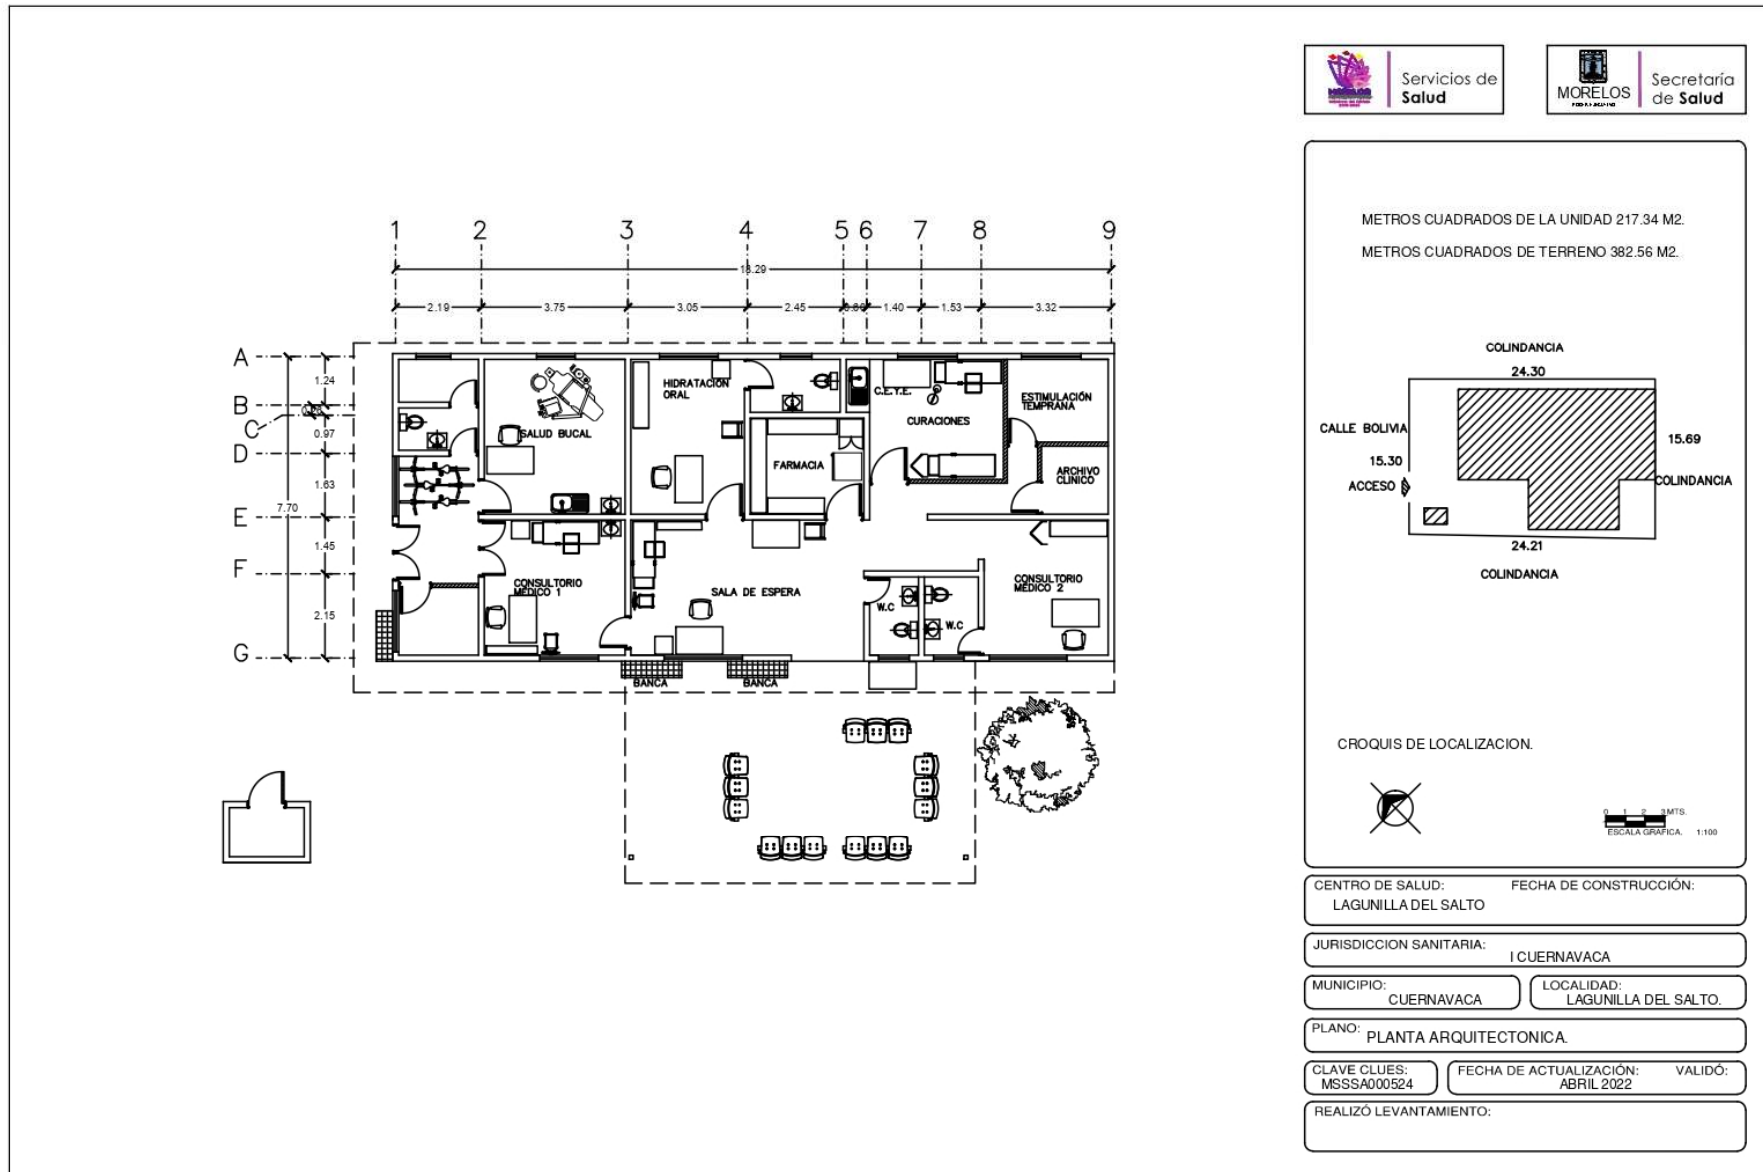 Servicios de
Salud
MORELOS
MORELOS
Secretaría
de Salud
METROS CUADRADOS DE LA UNIDAD 217.34 M2.
METROS CUADRADOS DE TERRENO 382.56 M2.
1 2 3 4 5 6 7 8 9
18.29
2.19 3.75 3.05 2.45 1.40 1.53 3.32
A
B
C
D
E
F
G
1.24
0.97
1.63
7.70
1.45
2.15
HIDRATACIÓN
ORAL
SALUD BUCAL
FARMACIA
C.E.Y.E.
CURACIONES
ESTIMULACIÓN
TEMPRANA
ARCHIVO
CLINICO
CONSULTORIO
MEDICO 1
SALA DE ESPERA
W.C
W.C
CONSULTORIO
MEDICO 2
BANCA
BANCA
COLINDANCIA
24.30
CALLE BOLIVIA
15.30
ACCESO
15.69
COLINDANCIA
24.21
COLINDANCIA
CROQUIS DE LOCALIZACION.
0 1 2 3MTS.
ESCALA GRAFICA. 1:100
CENTRO DE SALUD: FECHA DE CONSTRUCCIÓN:
LAGUNILLA DEL SALTO
JURISDICCION SANITARIA:
I CUERNAVACA
MUNICIPIO:
CUERNAVACA
LOCALIDAD:
LAGUNILLA DEL SALTO.
PLANO: PLANTA ARQUITECTONICA.
CLAVE CLUES:
MSSSA000524
FECHA DE ACTUALIZACIÓN: VALIDÓ:
ABRIL 2022
REALIZÓ LEVANTAMIENTO: